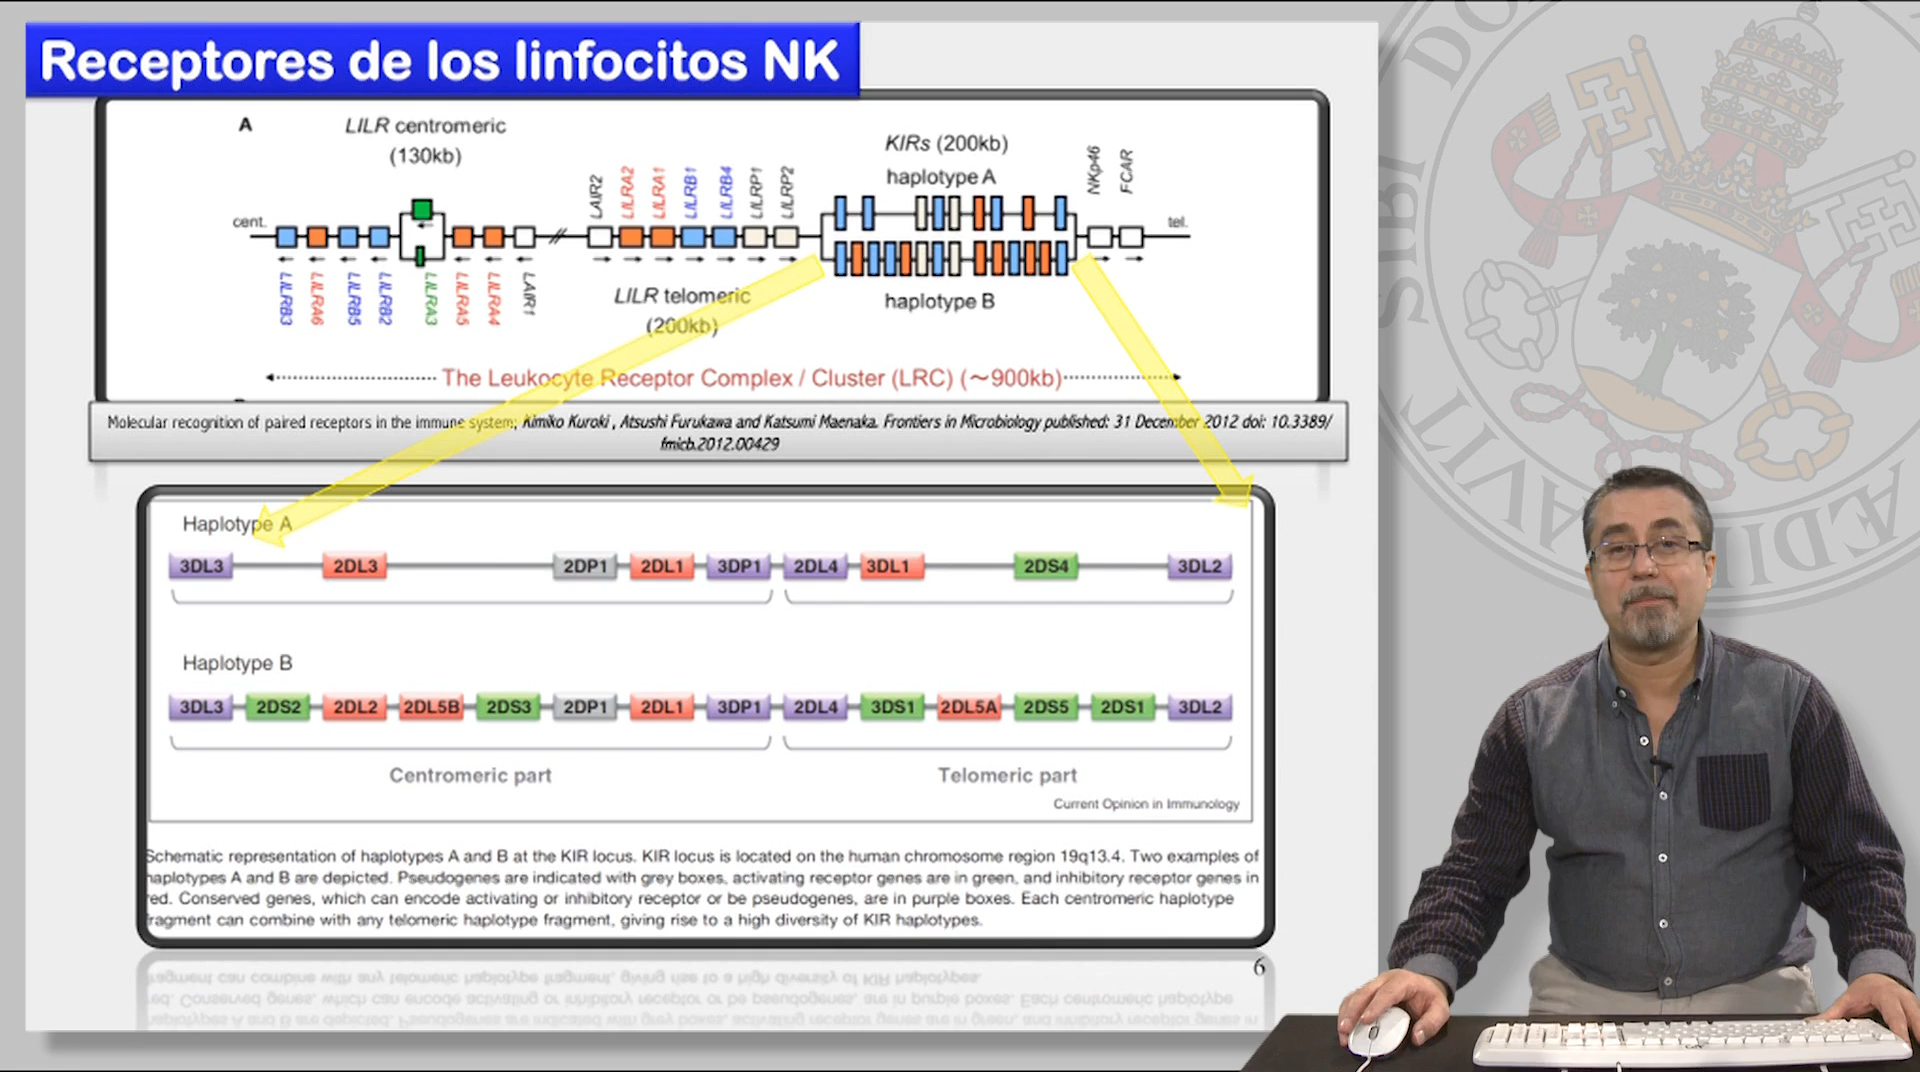 Receptores de los linfocitos NK
A
LILR centromeric
(130kb)
cent.
LILRB3
LILRA6
LILRB5
LILRB2
LILRA3
LILRA5
LILRA4
LAIR1
LAIR2
LILRA2
LILRA1
LILRB1
LILRB4
LILRP1
LILRP2
LILR telomeric
(200kb)
KIRs (200kb)
haplotype A
haplotype B
NKp46
FCAR
tel.
The Leukocyte Receptor Complex / Cluster (LRC) (~900kb)
Molecular recognition of paired receptors in the immune system; Kimiko Kuroki , Atsushi Furukawa and Katsumi Maenaka. Frontiers in Microbiology published: 31 December 2012 doi: 10.3389/
fmicb.2012.00429
Haplotype A
3DL3 2DL3 2DP1 2DL1 3DP1 2DL4 3DL1 2DS4 3DL2
Haplotype B
3DL3 2DS2 2DL2 2DL5B 2DS3 2DP1 2DL1 3DP1 2DL4 3DS1 2DL5A 2DS5 2DS1 3DL2
Centromeric part Telomeric part
Current Opinion in Immunology
Schematic representation of haplotypes A and B at the KIR locus. KIR locus is located on the human chromosome region 19q13.4. Two examples of
haplotypes A and B are depicted. Pseudogenes are indicated with grey boxes, activating receptor genes are in green, and inhibitory receptor genes in
red. Conserved genes, which can encode activating or inhibitory receptor or be pseudogenes, are in purple boxes. Each centromeric haplotype
fragment can combine with any telomeric haplotype fragment, giving rise to a high diversity of KIR haplotypes.
6
SIBI